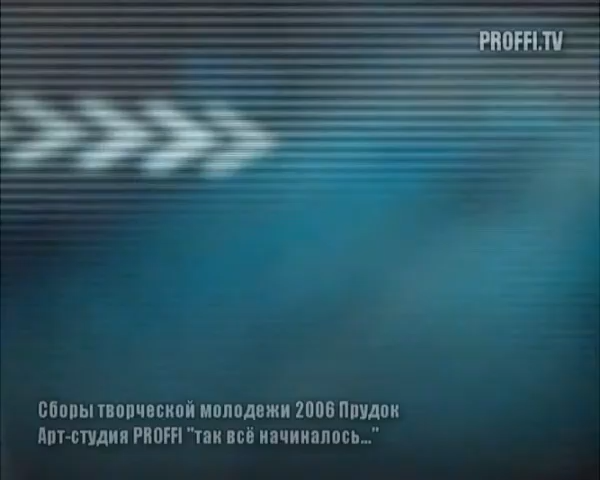 PROFFI.TV
Сборы творческой молодежи 2006 Прудок
Арт-студия PROFFI "так всё начиналось..."